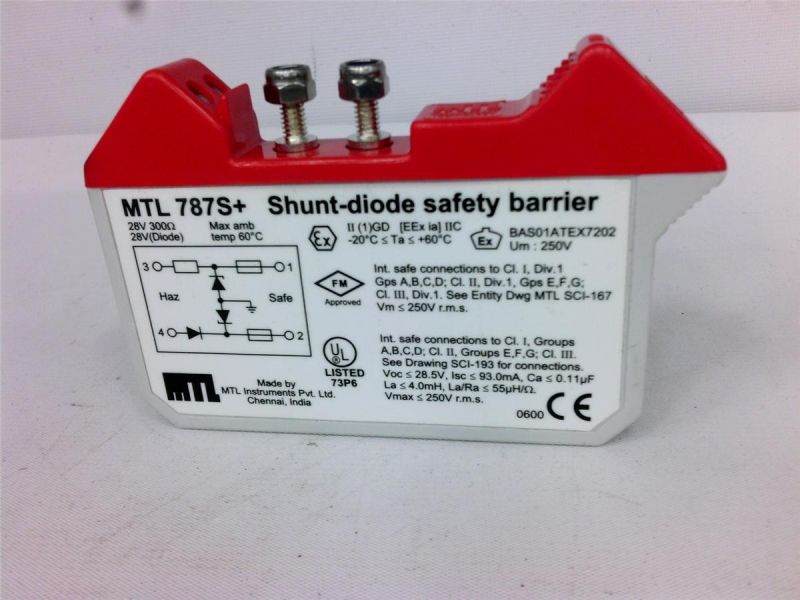 MTL 787S+ Shunt-diode safety barrier
28V 300Ω
28V(Diode)
Max amb
temp 60°C
Ex
II (1)GD [EEx ia] IIC
-20°C ≤ Ta ≤ +60°C
Ex
BAS01ATEX7202
Um : 250V
3
1
Haz
Safe
4
2
FM
Approved
Int. safe connections to Cl. I, Div.1
Gps A,B,C,D; Cl. II, Div.1, Gps E,F,G;
Cl. III, Div.1. See Entity Dwg MTL SCI-167
Vm ≤ 250V r.m.s.
UL
LISTED
73P6
Int. safe connections to Cl. I, Groups
A,B,C,D; Cl. II, Groups E,F,G; Cl. III.
See Drawing SCI-193 for connections.
Voc ≤ 28.5V, Isc ≤ 93.0mA, Ca ≤ 0.11µF
La ≤ 4.0mH, La/Ra ≤ 55µH/Ω.
Vmax ≤ 250V r.m.s.
MTL
Made by
MTL Instruments Pvt. Ltd.
Chennai, India
0600 CE